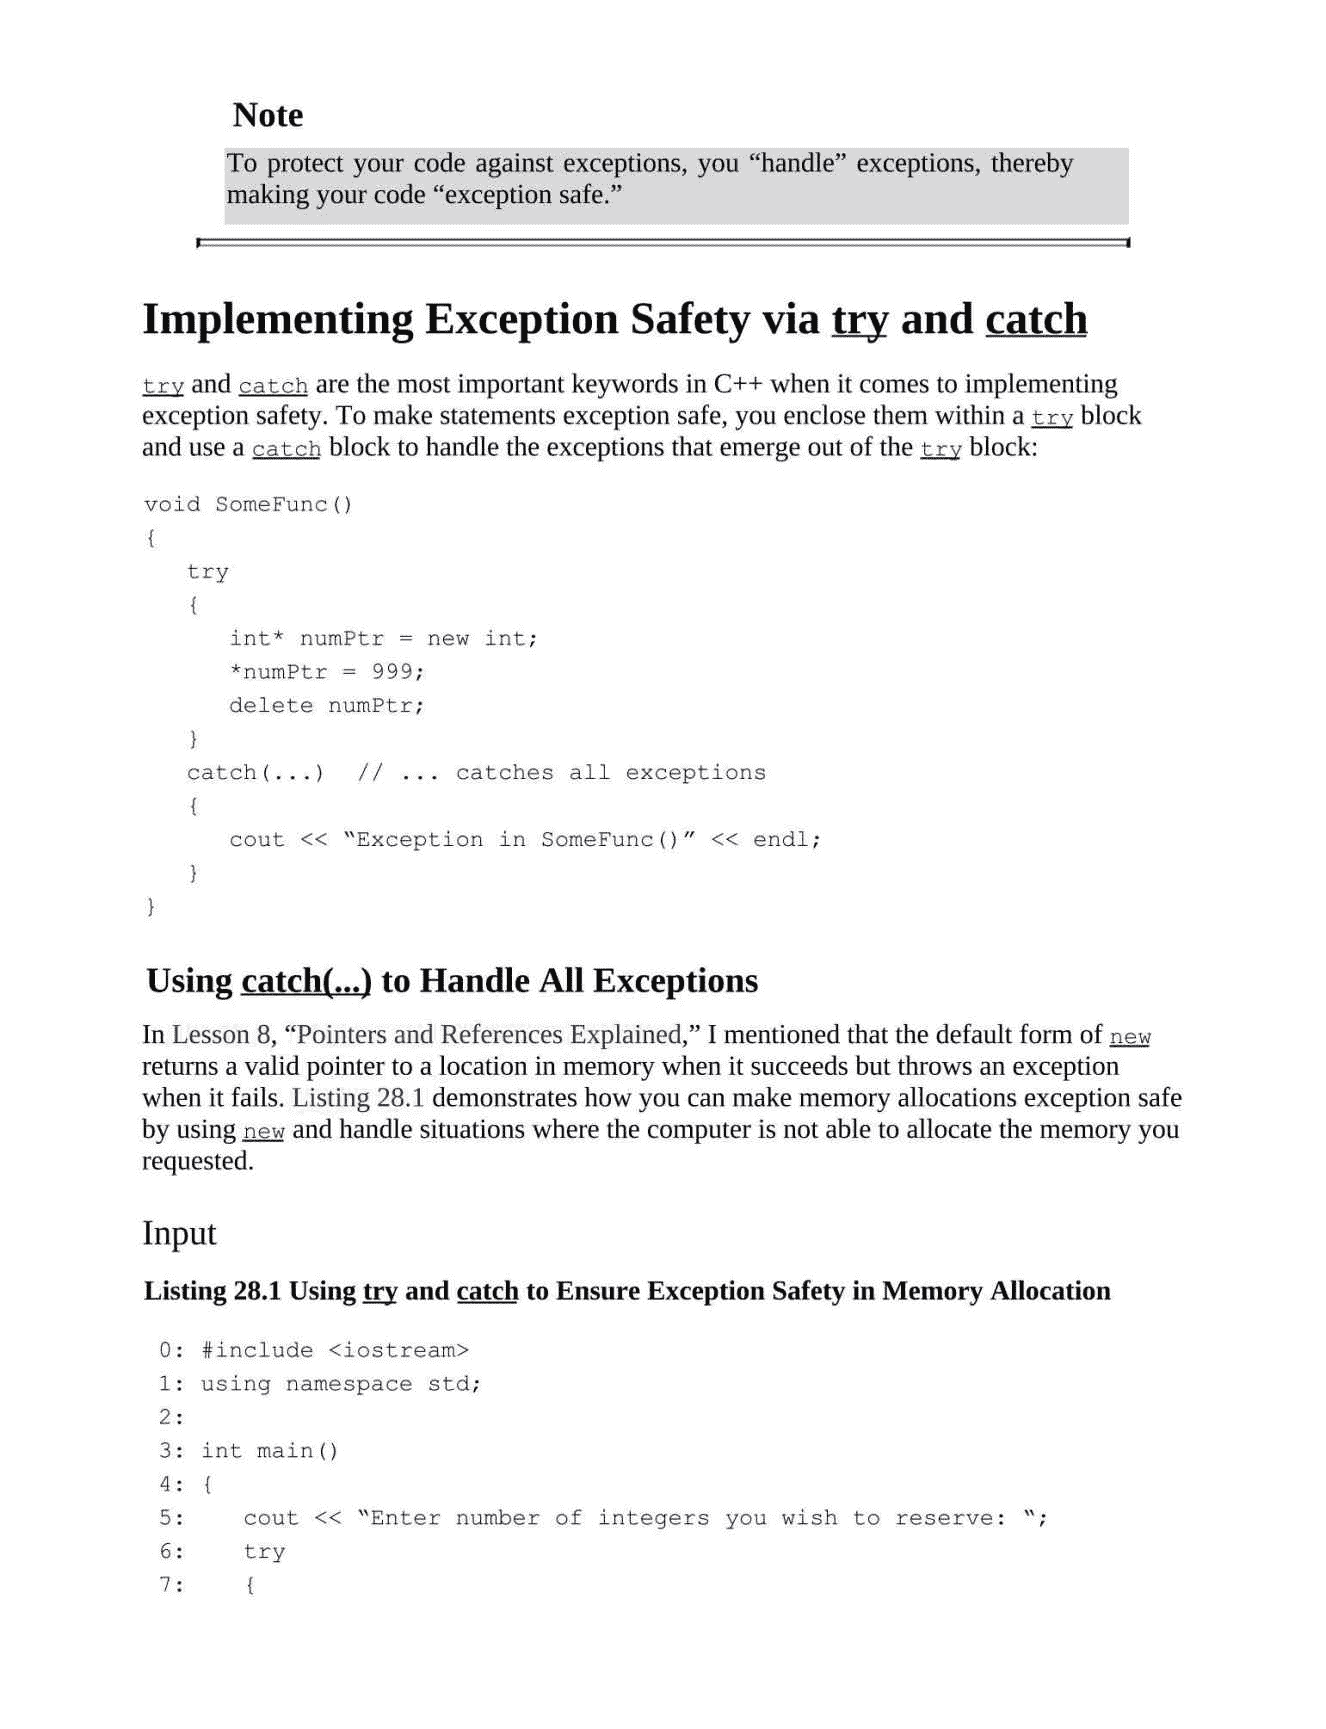 Note
To protect your code against exceptions, you “handle” exceptions, thereby
making your code “exception safe.”
Implementing Exception Safety via try and catch
try and catch are the most important keywords in C++ when it comes to implementing
exception safety. To make statements exception safe, you enclose them within a try block
and use a catch block to handle the exceptions that emerge out of the try block:
void SomeFunc()
{
   try
   {
      int* numPtr = new int;
      *numPtr = 999;
      delete numPtr;
   }
   catch(...)  // ... catches all exceptions
   {
      cout << “Exception in SomeFunc()” << endl;
   }
}
Using catch(...) to Handle All Exceptions
In Lesson 8, “Pointers and References Explained,” I mentioned that the default form of new
returns a valid pointer to a location in memory when it succeeds but throws an exception
when it fails. Listing 28.1 demonstrates how you can make memory allocations exception safe
by using new and handle situations where the computer is not able to allocate the memory you
requested.
Input
Listing 28.1 Using try and catch to Ensure Exception Safety in Memory Allocation
0: #include <iostream>
1: using namespace std;
2:
3: int main()
4: {
5:    cout << “Enter number of integers you wish to reserve: “;
6:    try
7:    {